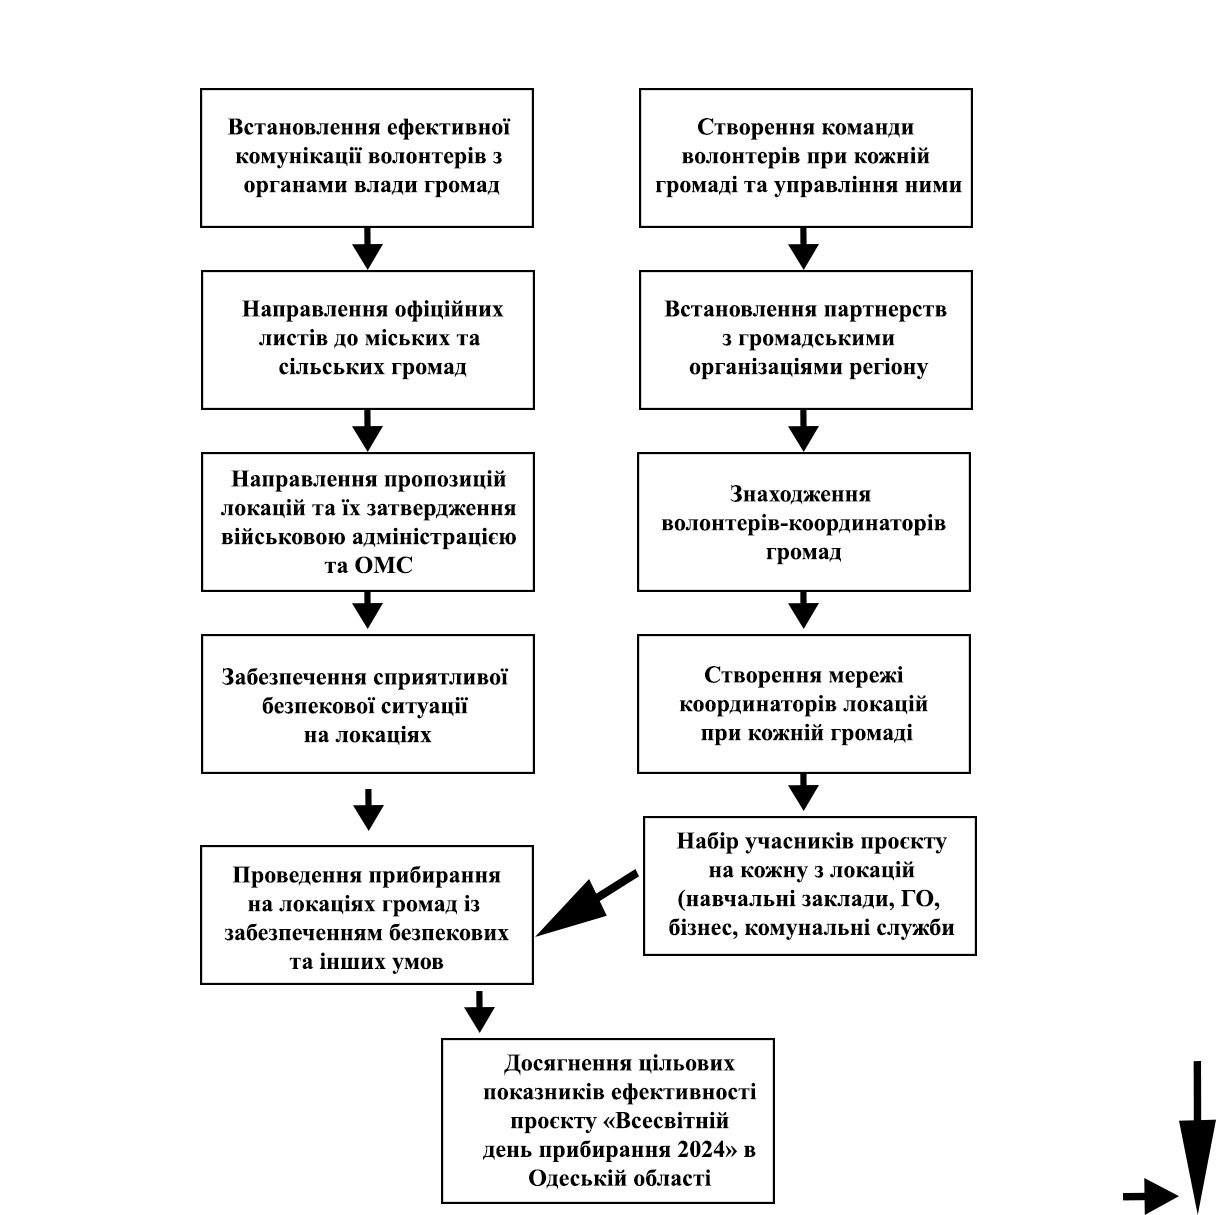 Встановлення ефективної
комунікації волонтерів з
органами влади громад
Направлення офіційних
листів до міських та
сільських громад
Направлення пропозицій
локацій та їх затвердження
військовою адміністрацією
та ОМС
Забезпечення сприятливої
безпекової ситуації
на локаціях
Проведення прибирання
на локаціях громад із
забезпеченням безпекових
та інших умов
Створення команди
волонтерів при кожній
громаді та управління ними
Встановлення партнерств
з громадськими
організаціями регіону
Знаходження
волонтерів-координаторів
громад
Створення мережі
координаторів локацій
при кожній громаді
Набір учасників проєкту
на кожну з локацій
(навчальні заклади, ГО,
бізнес, комунальні служби
Досягнення цільових
показників ефективності
проєкту «Всесвітній
день прибирання 2024» в
Одеській області